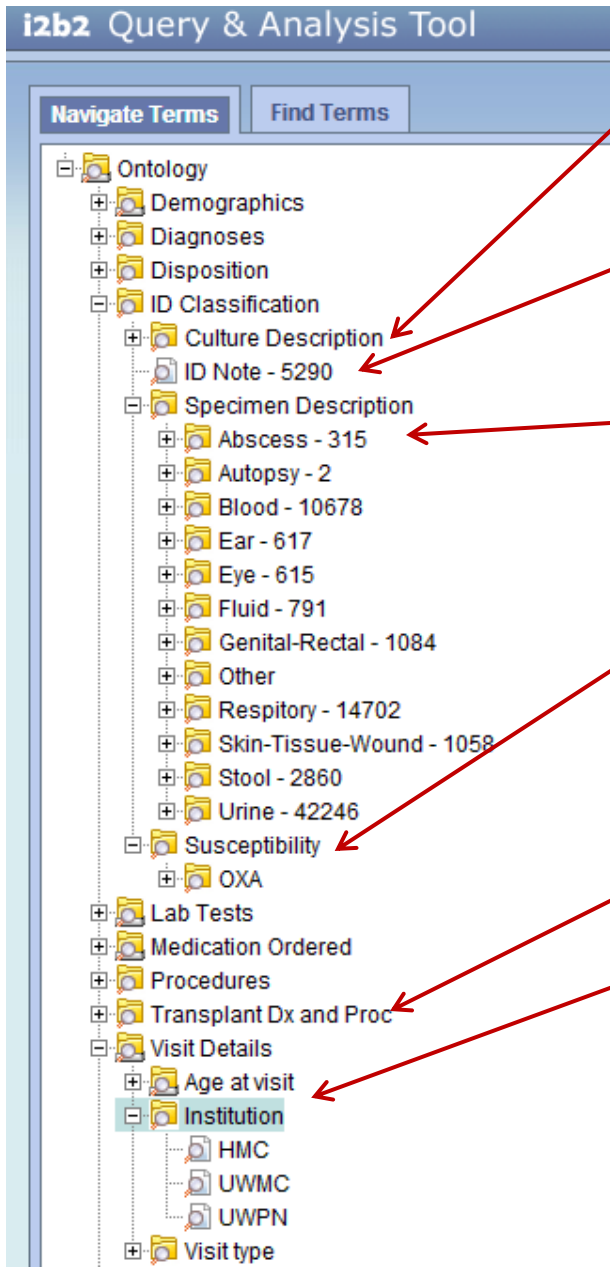 i2b2 Query & Analysis Tool
Navigate Terms Find Terms
Ontology
Demographics
Diagnoses
Disposition
ID Classification
Culture Description
ID Note - 5290
Specimen Description
Abscess - 315
Autopsy - 2
Blood - 10678
Ear - 617
Eye - 615
Fluid - 791
Genital-Rectal - 1084
Other
Respitory - 14702
Skin-Tissue-Wound - 1058
Stool - 2860
Urine - 42246
Susceptibility
OXA
Lab Tests
Medication Ordered
Procedures
Transplant Dx and Proc
Visit Details
Age at visit
Institution
HMC
UWMC
UWPN
Visit type